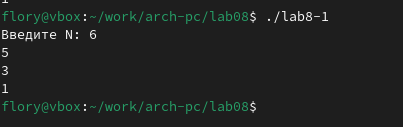 flory@vbox:~/work/arch-pc/lab08$ ./lab8-1
Введите N: 6
5
3
1
flory@vbox:~/work/arch-pc/lab08$